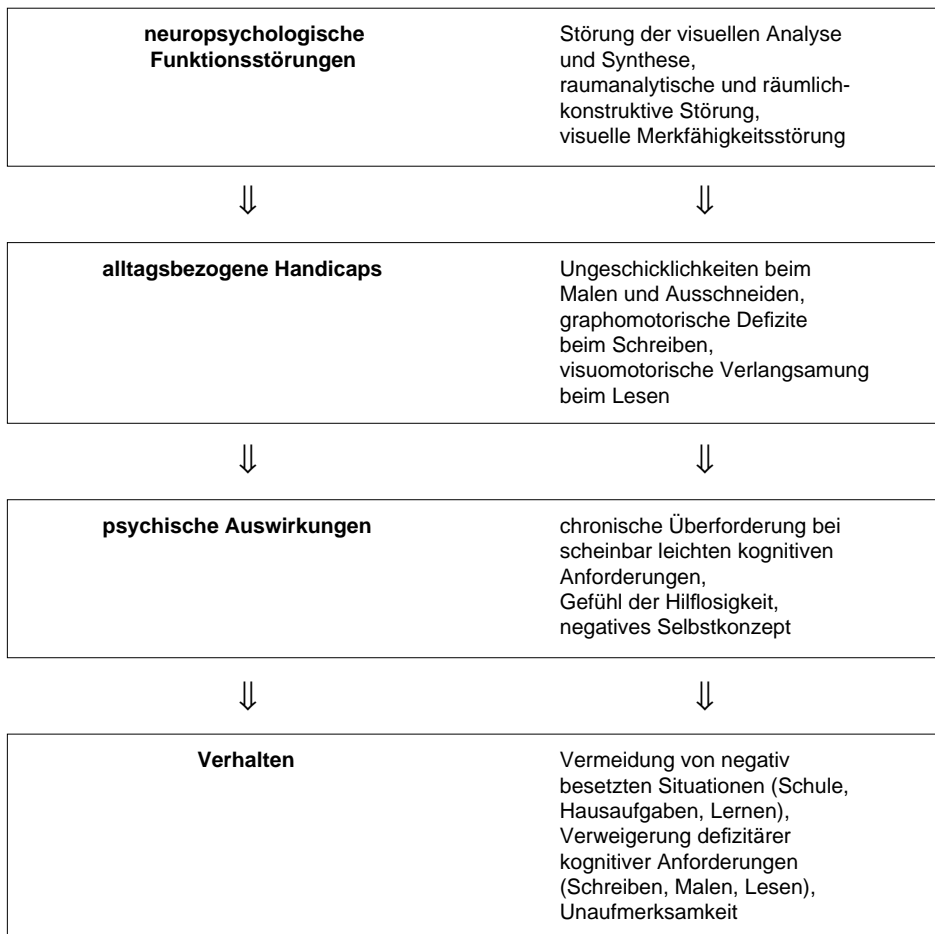 neuropsychologische
Funktionsstörungen
Störung der visuellen Analyse
und Synthese,
raumanalytische und räumlich-
konstruktive Störung,
visuelle Merkfähigkeitsstörung
⇓ ⇓
alltagsbezogene Handicaps
Ungeschicklichkeiten beim
Malen und Ausschneiden,
graphomotorische Defizite
beim Schreiben,
visuomotorische Verlangsamung
beim Lesen
⇓ ⇓
psychische Auswirkungen
chronische Überforderung bei
scheinbar leichten kognitiven
Anforderungen,
Gefühl der Hilflosigkeit,
negatives Selbstkonzept
⇓ ⇓
Verhalten
Vermeidung von negativ
besetzten Situationen (Schule,
Hausaufgaben, Lernen),
Verweigerung defizitärer
kognitiver Anforderungen
(Schreiben, Malen, Lesen),
Unaufmerksamkeit